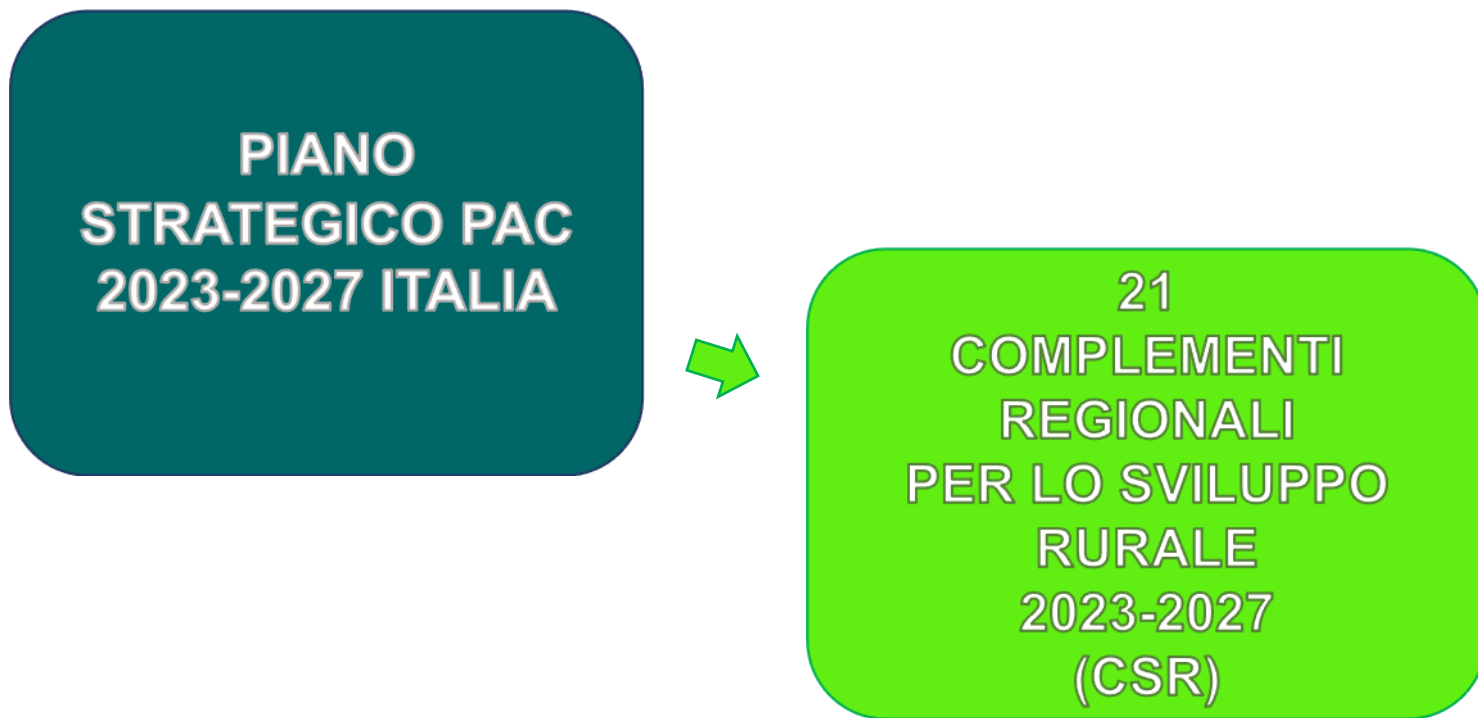 PIANO
STRATEGICO PAC
2023-2027 ITALIA
21
COMPLEMENTI
REGIONALI
PER LO SVILUPPO
RURALE
2023-2027
(CSR)